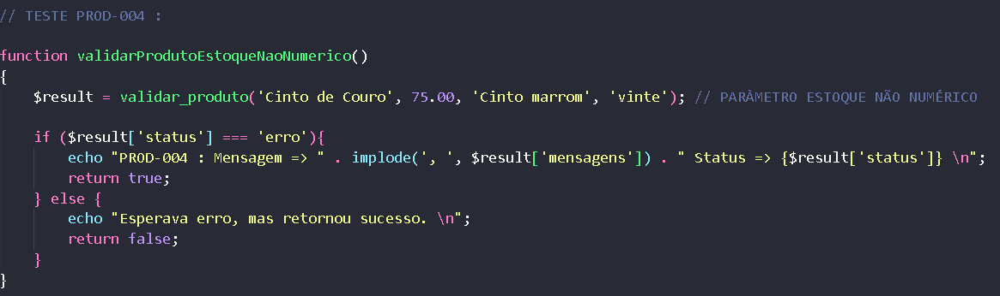 // TESTE PROD-004 :
function validarProdutoEstoqueNaoNumerico()
{
    $result = validar_produto('Cinto de Couro', 75.00, 'Cinto marrom', 'vinte'); // PARÂMETRO ESTOQUE NÃO NUMÉRICO
    if ($result['status'] === 'erro'){
        echo "PROD-004 : Mensagem => " . implode(', ', $result['mensagens']) . " Status => {$result['status']} \n";
        return true;
    } else {
        echo "Esperava erro, mas retornou sucesso. \n";
        return false;
    }
}